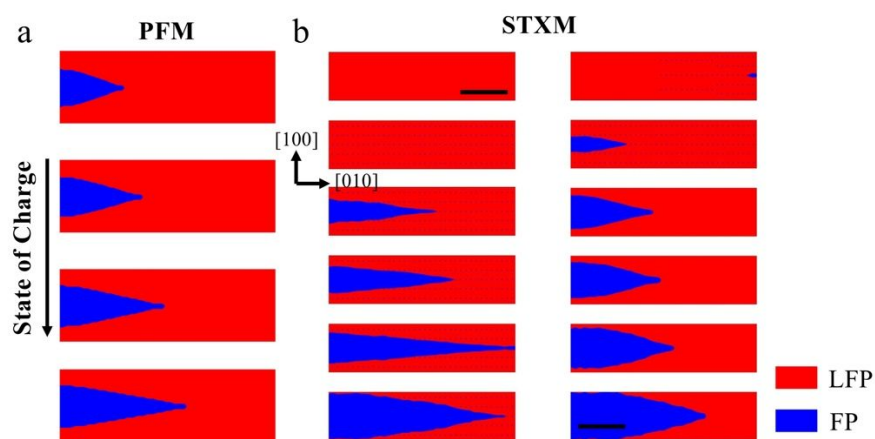 a
PFM
b
STXM
[100]
[010]
State of Charge
LFP
FP